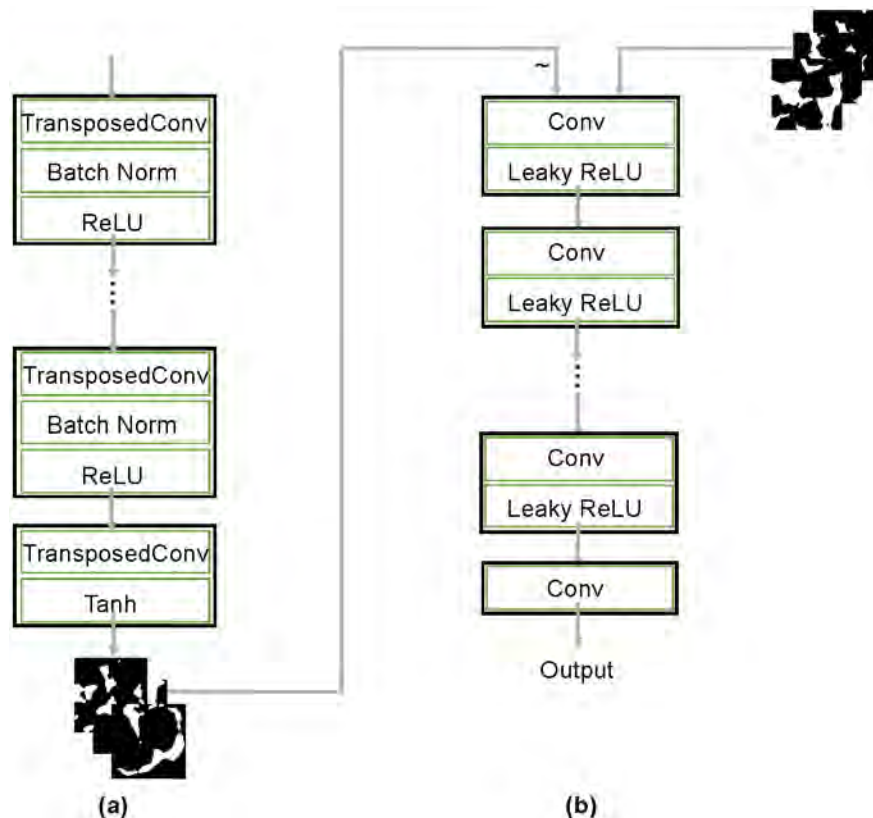 TransposedConv
Batch Norm
ReLU
TransposedConv
Batch Norm
ReLU
TransposedConv
Tanh
(a)
~
Conv
Leaky ReLU
Conv
Leaky ReLU
Conv
Leaky ReLU
Conv
Output
(b)